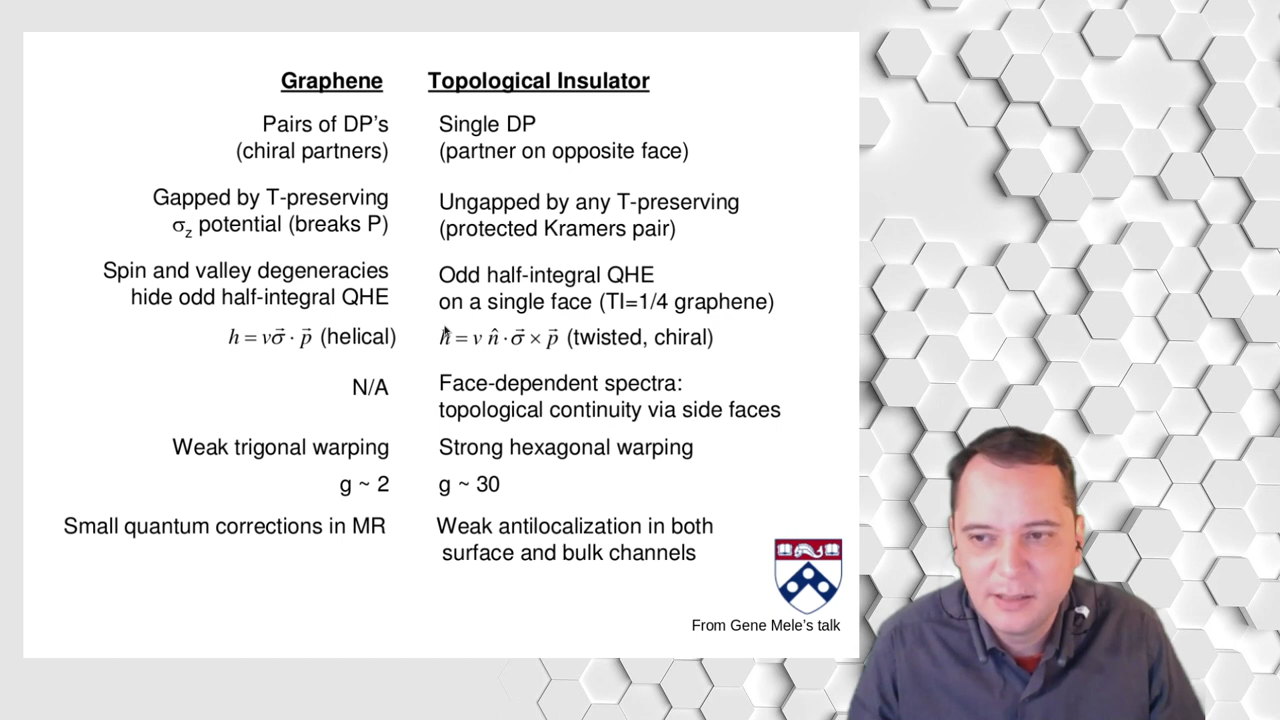 Graphene Topological Insulator
Pairs of DP's Single DP
(chiral partners) (partner on opposite face)
Gapped by T-preserving Ungapped by any T-preserving
σz potential (breaks P) (protected Kramers pair)
Spin and valley degeneracies Odd half-integral QHE
hide odd half-integral QHE on a single face (TI=1/4 graphene)
h = vσ⃗ · p⃗ (helical) h = v n̂ · σ⃗ × p⃗ (twisted, chiral)
N/A Face-dependent spectra:
topological continuity via side faces
Weak trigonal warping Strong hexagonal warping
g ~ 2 g ~ 30
Small quantum corrections in MR Weak antilocalization in both
surface and bulk channels
From Gene Mele's talk